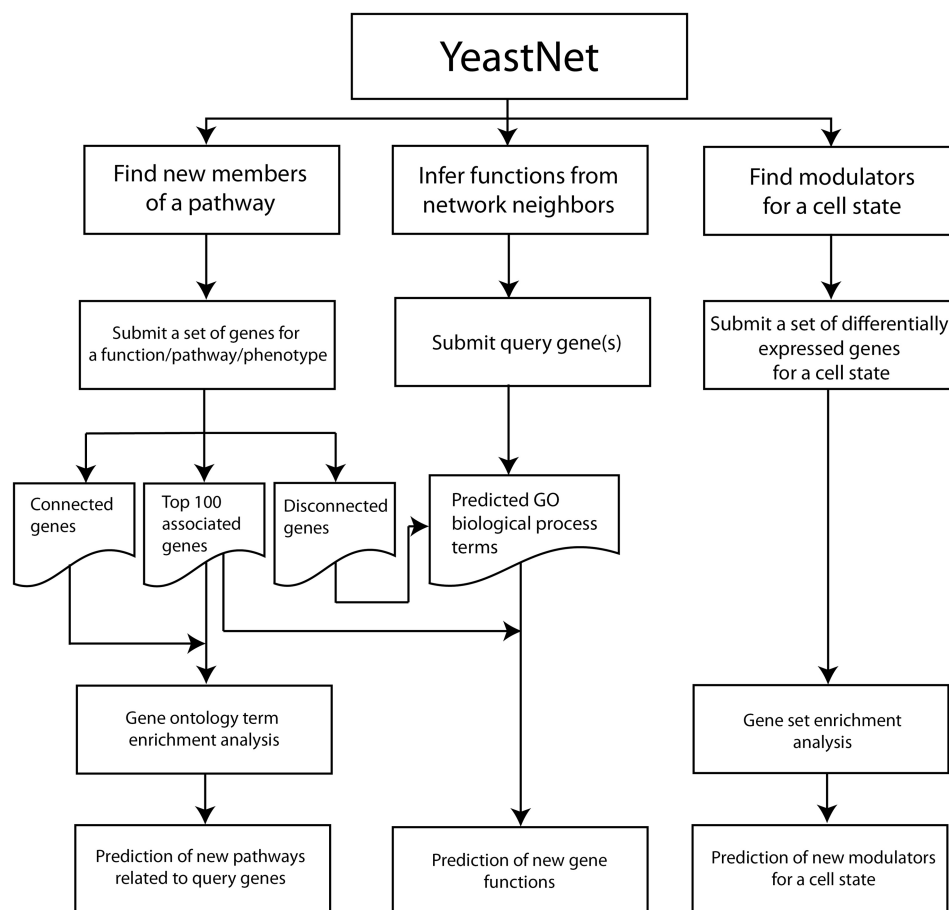 YeastNet
Find new members
of a pathway
Infer functions from
network neighbors
Find modulators
for a cell state
Submit a set of genes for
a function/pathway/phenotype
Submit query gene(s)
Submit a set of differentially
expressed genes
for a cell state
Connected
genes
Top 100
associated
genes
Disconnected
genes
Predicted GO
biological process
terms
Gene ontology term
enrichment analysis
Gene set enrichment
analysis
Prediction of new pathways
related to query genes
Prediction of new gene
functions
Prediction of new modulators
for a cell state